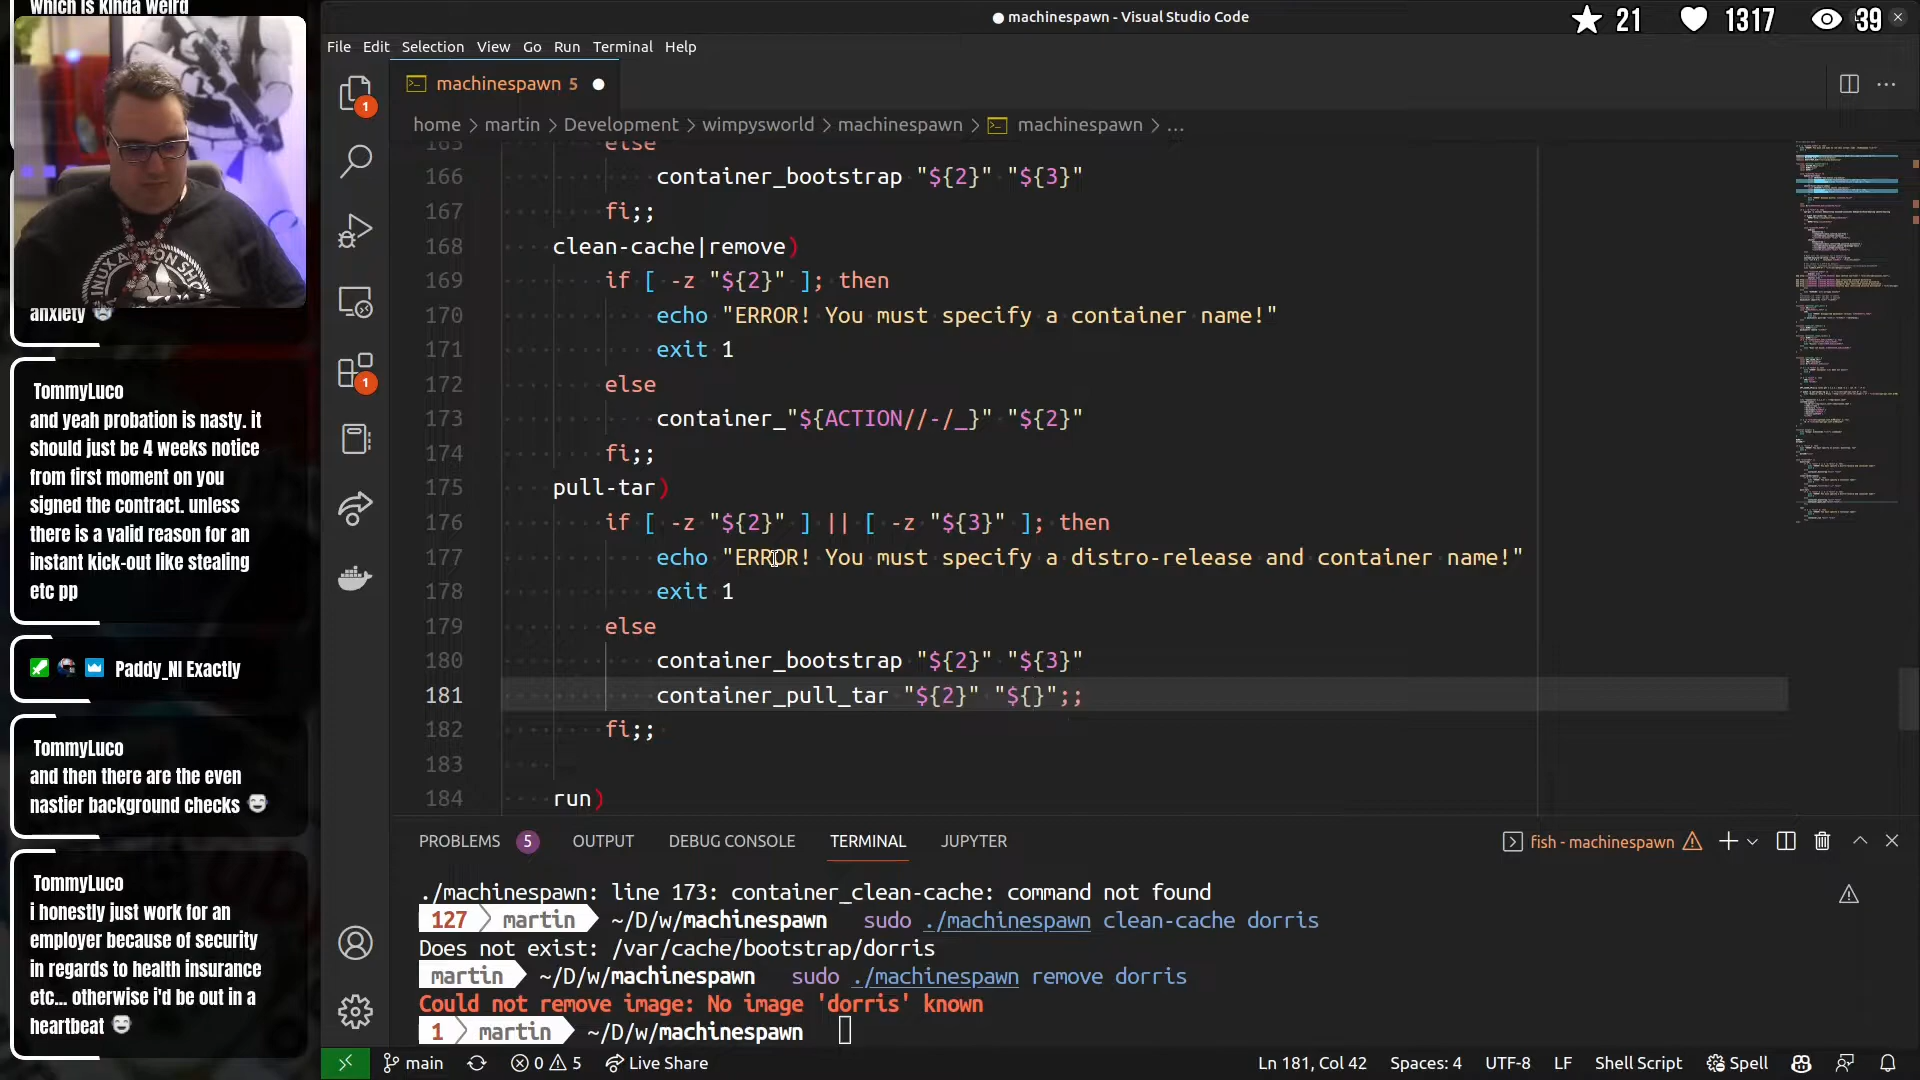 which is kinda weird
anxiety
TommyLuco
and yeah probation is nasty. it
should just be 4 weeks notice
from first moment on you
signed the contract. unless
there is a valid reason for an
instant kick-out like stealing
etc pp
Paddy_NI Exactly
TommyLuco
and then there are the even
nastier background checks
TommyLuco
i honestly just work for an
employer because of security
in regards to health insurance
etc... otherwise i'd be out in a
heartbeat
LINUX ACTION SHOW
machinespawn - Visual Studio Code
21 1317 39
File Edit Selection View Go Run Terminal Help
machinespawn 5
home > martin > Development > wimpysworld > machinespawn > machinespawn > ...
1
1
165 else
166 container_bootstrap "${2}" "${3}"
167 fi;;
168 clean-cache|remove)
169 if [ -z "${2}" ]; then
170 echo "ERROR! You must specify a container name!"
171 exit 1
172 else
173 container_"${ACTION//-/_}" "${2}"
174 fi;;
175 pull-tar)
176 if [ -z "${2}" ] || [ -z "${3}" ]; then
177 echo "ERROR! You must specify a distro-release and container name!"
178 exit 1
179 else
180 container_bootstrap "${2}" "${3}"
181 container_pull_tar "${2}" "${}";;
182 fi;;
183
184 run)
PROBLEMS 5 OUTPUT DEBUG CONSOLE TERMINAL JUPYTER
fish - machinespawn
./machinespawn: line 173: container_clean-cache: command not found
127 martin ~/D/w/machinespawn sudo ./machinespawn clean-cache dorris
Does not exist: /var/cache/bootstrap/dorris
martin ~/D/w/machinespawn sudo ./machinespawn remove dorris
Could not remove image: No image 'dorris' known
1 martin ~/D/w/machinespawn
main 0 5 Live Share
Ln 181, Col 42 Spaces: 4 UTF-8 LF Shell Script Spell